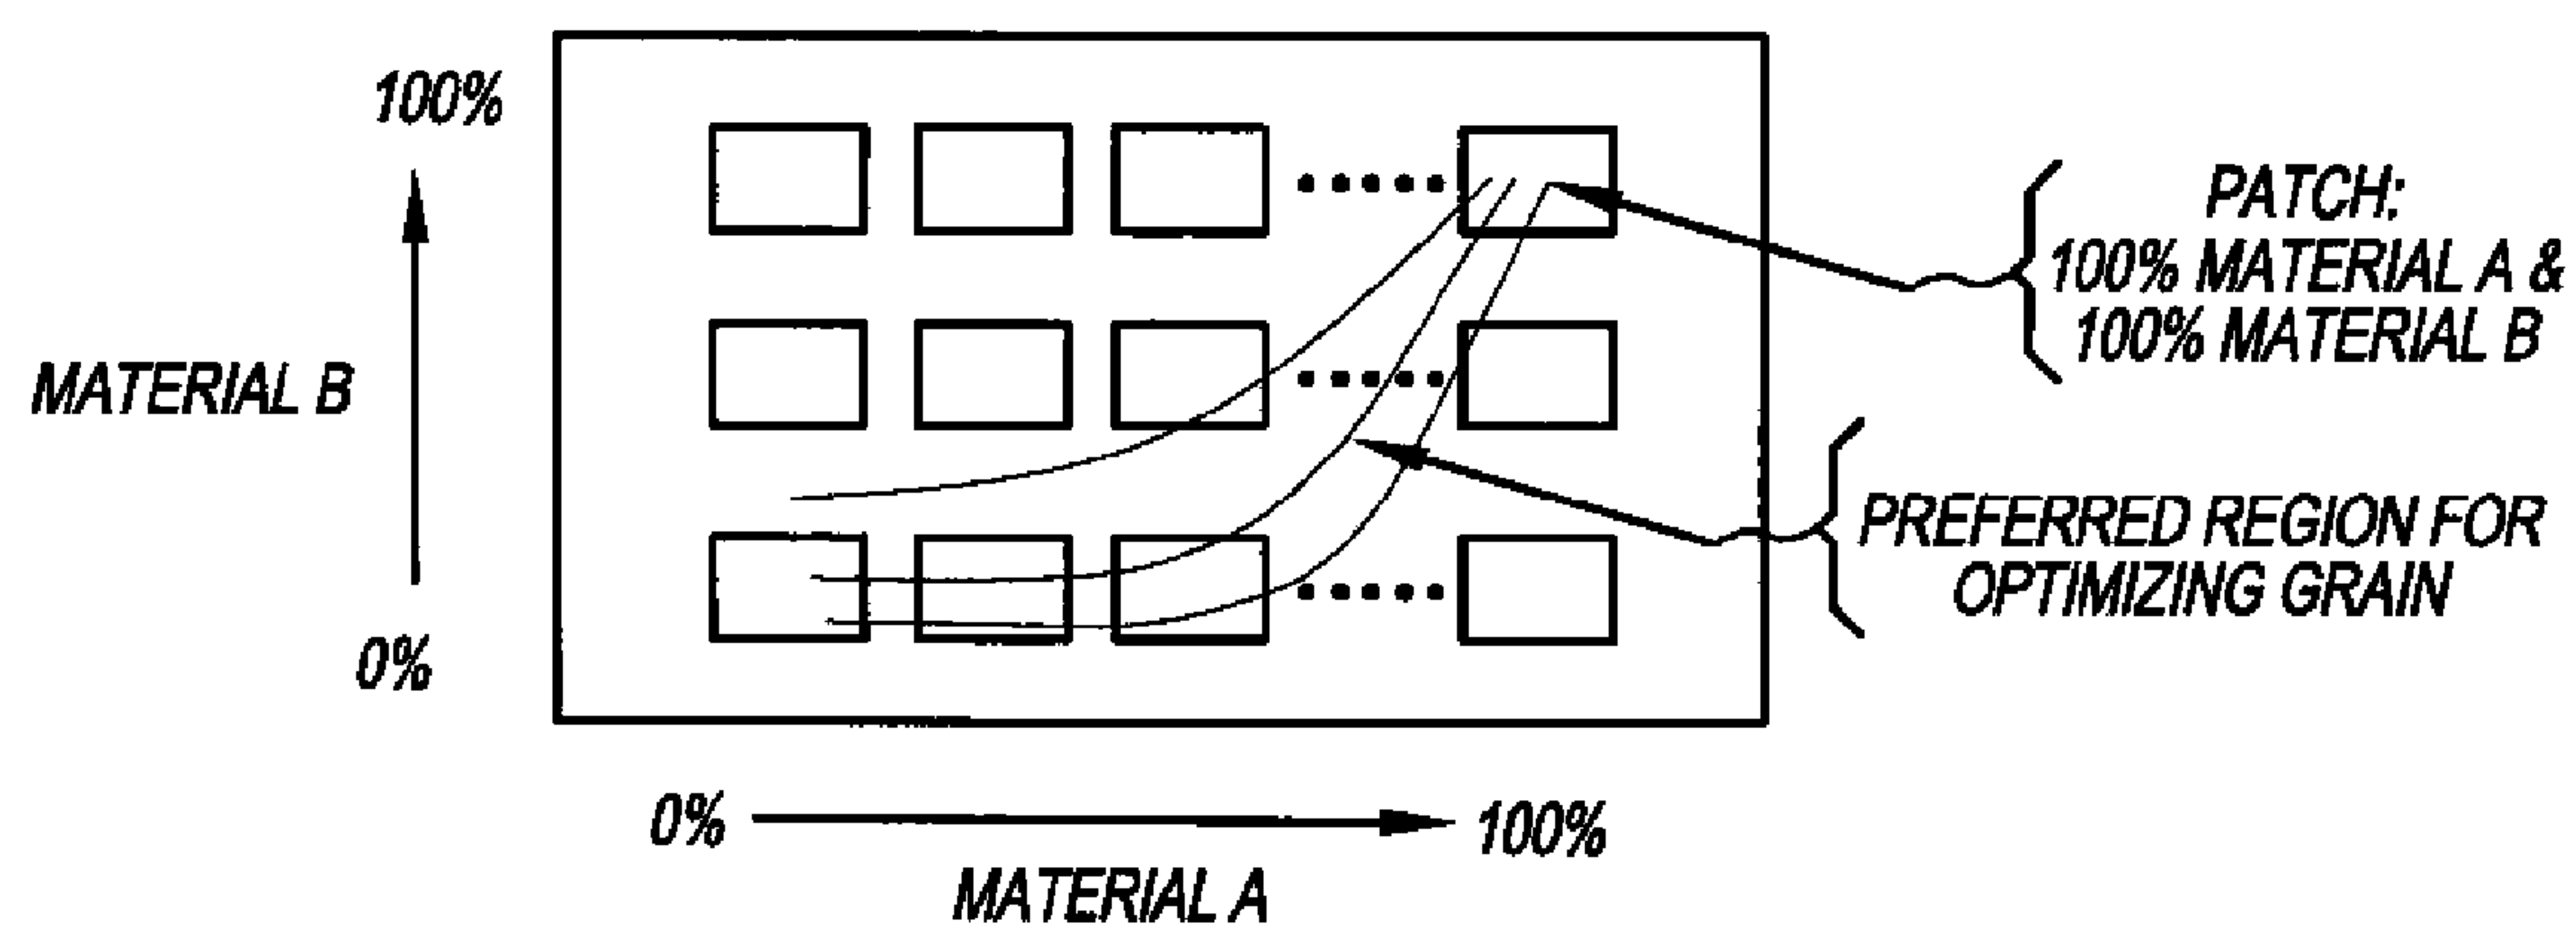 100%
MATERIAL B
0%
PATCH:
100% MATERIAL A &
100% MATERIAL B
PREFERRED REGION FOR
OPTIMIZING GRAIN
0%
100%
MATERIAL A